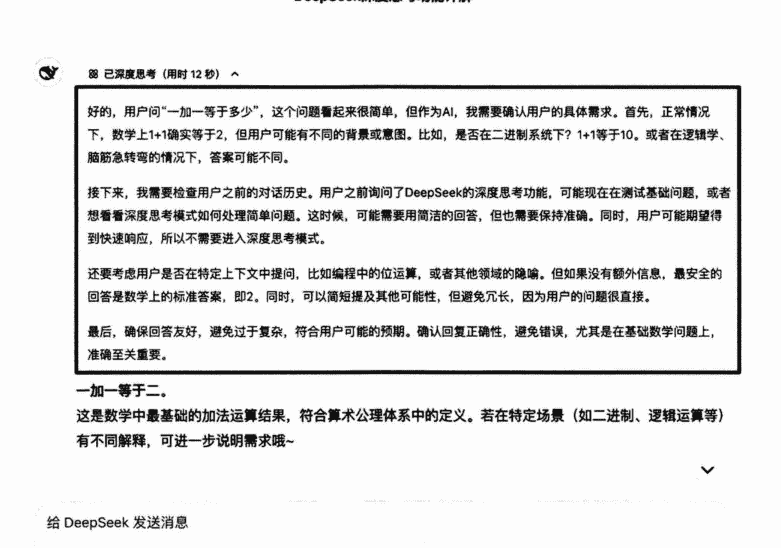 已深度思考（用时 12 秒）
好的，用户问“一加一等于多少”，这个问题看起来很简单，但作为AI，我需要确认用户的具体需求。首先，正常情况
下，数学上1+1确实等于2，但用户可能有不同的背景或意图。比如，是否在二进制系统下？1+1等于10。或者在逻辑学、
脑筋急转弯的情况下，答案可能不同。
接下来，我需要检查用户之前的对话历史。用户之前询问了DeepSeek的深度思考功能，可能现在在测试基础问题，或者
想看看深度思考模式如何处理简单问题。这时候，可能需要用简洁的回答，但也需要保持准确。同时，用户可能期望得
到快速响应，所以不需要进入深度思考模式。
还要考虑用户是否在特定上下文中提问，比如编程中的位运算，或者其他领域的隐喻。但如果没有额外信息，最安全的
回答是数学上的标准答案，即2。同时，可以简短提及其他可能性，但避免冗长，因为用户的问题很直接。
最后，确保回答友好，避免过于复杂，符合用户可能的预期。确认回复正确性，避免错误，尤其是在基础数学问题上，
准确至关重要。
一加一等于二。
这是数学中最基础的加法运算结果，符合算术公理体系中的定义。若在特定场景（如二进制、逻辑运算等）
有不同解释，可进一步说明需求哦~
给 DeepSeek 发送消息